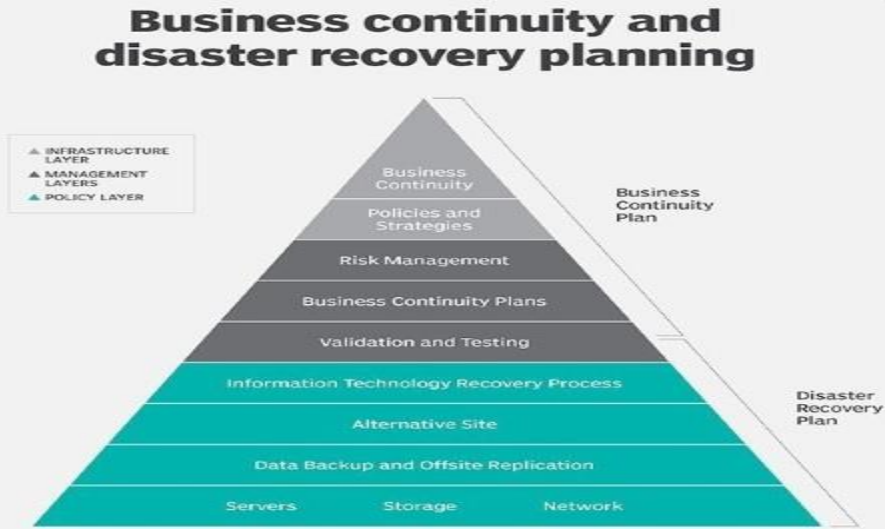 Business continuity and
disaster recovery planning
INFRASTRUCTURE
LAYER
MANAGEMENT
LAYERS
POLICY LAYER
Business
Continuity
Policies and
Strategies
Risk Management
Business Continuity Plans
Validation and Testing
Information Technology Recovery Process
Alternative Site
Data Backup and Offsite Replication
Servers Storage Network
Business
Continuity
Plan
Disaster
Recovery
Plan